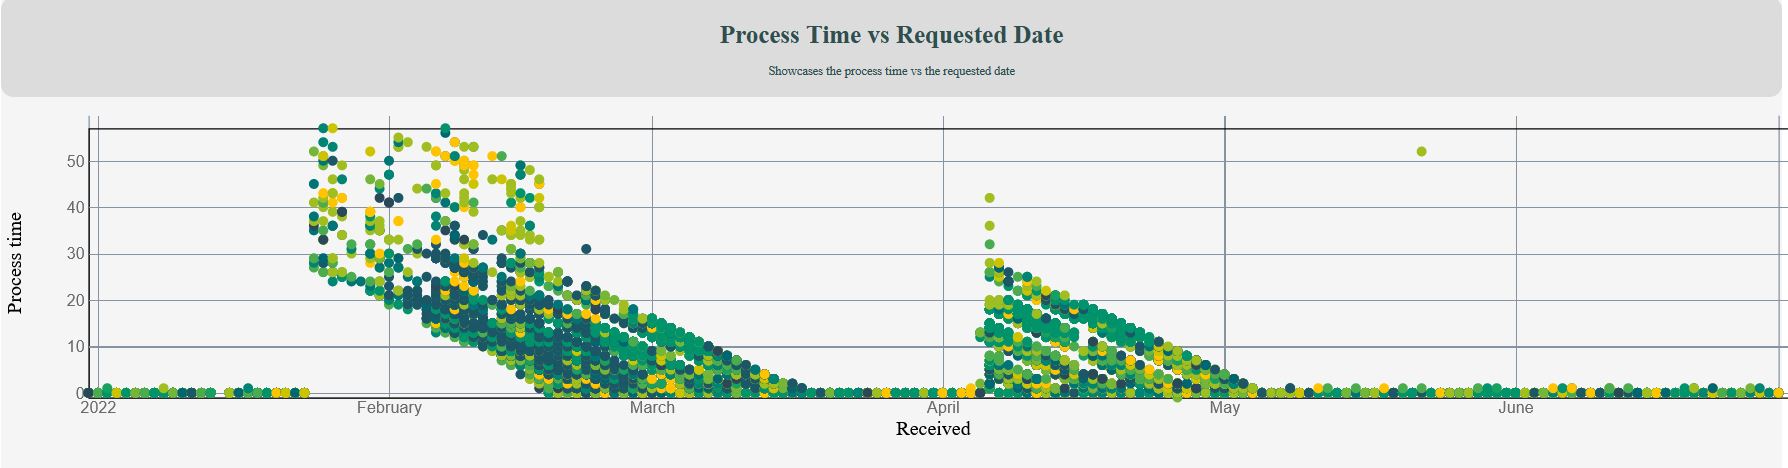 Process Time vs Requested Date
Showcases the process time vs the requested date
Process time
50
40
30
20
10
0
2022 February March April May June
Received